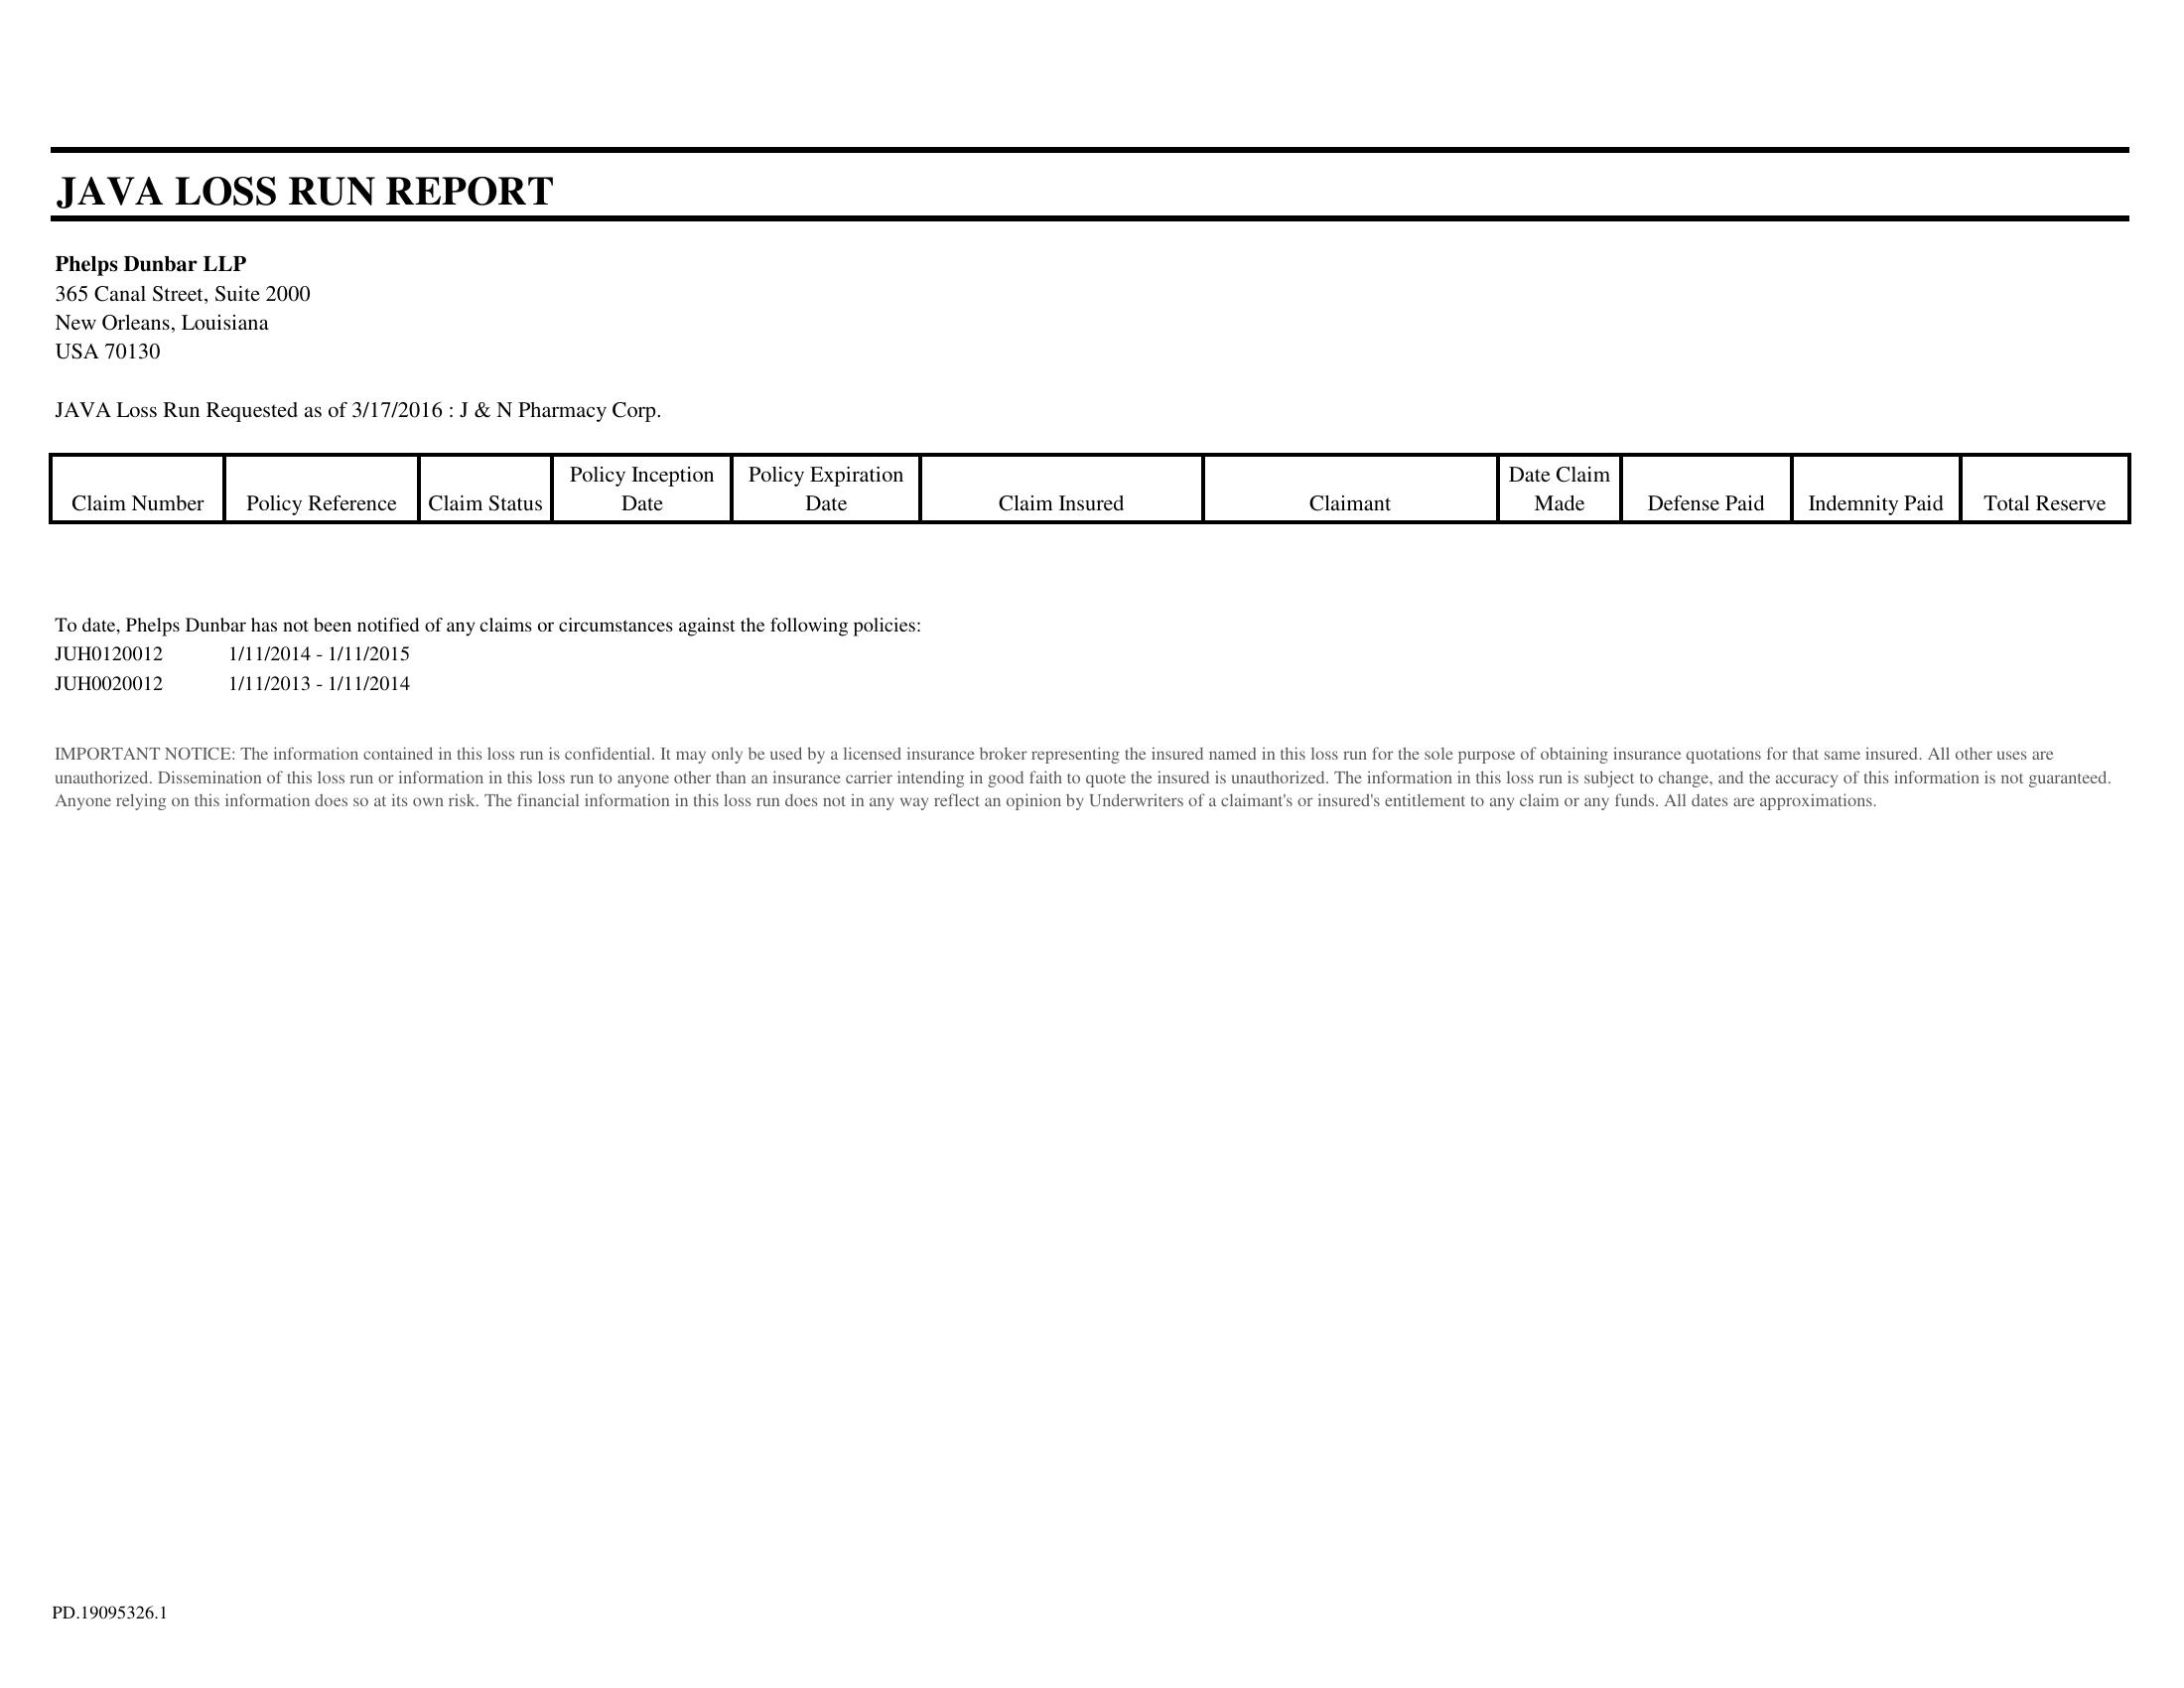 JAVA LOSS RUN REPORT
Phelps Dunbar LLP
365 Canal Street, Suite 2000
New Orleans, Louisiana
USA 70130
JAVA Loss Run Requested as of 3/17/2016 : J & N Pharmacy Corp.
Claim Number Policy Reference Claim Status Policy Inception Date Policy Expiration Date Claim Insured Claimant Date Claim Made Defense Paid Indemnity Paid Total Reserve
To date, Phelps Dunbar has not been notified of any claims or circumstances against the following policies:
JUH0120012 1/11/2014 - 1/11/2015
JUH0020012 1/11/2013 - 1/11/2014
IMPORTANT NOTICE: The information contained in this loss run is confidential. It may only be used by a licensed insurance broker representing the insured named in this loss run for the sole purpose of obtaining insurance quotations for that same insured. All other uses are
unauthorized. Dissemination of this loss run or information in this loss run to anyone other than an insurance carrier intending in good faith to quote the insured is unauthorized. The information in this loss run is subject to change, and the accuracy of this information is not guaranteed.
Anyone relying on this information does so at its own risk. The financial information in this loss run does not in any way reflect an opinion by Underwriters of a claimant's or insured's entitlement to any claim or any funds. All dates are approximations.
PD.19095326.1